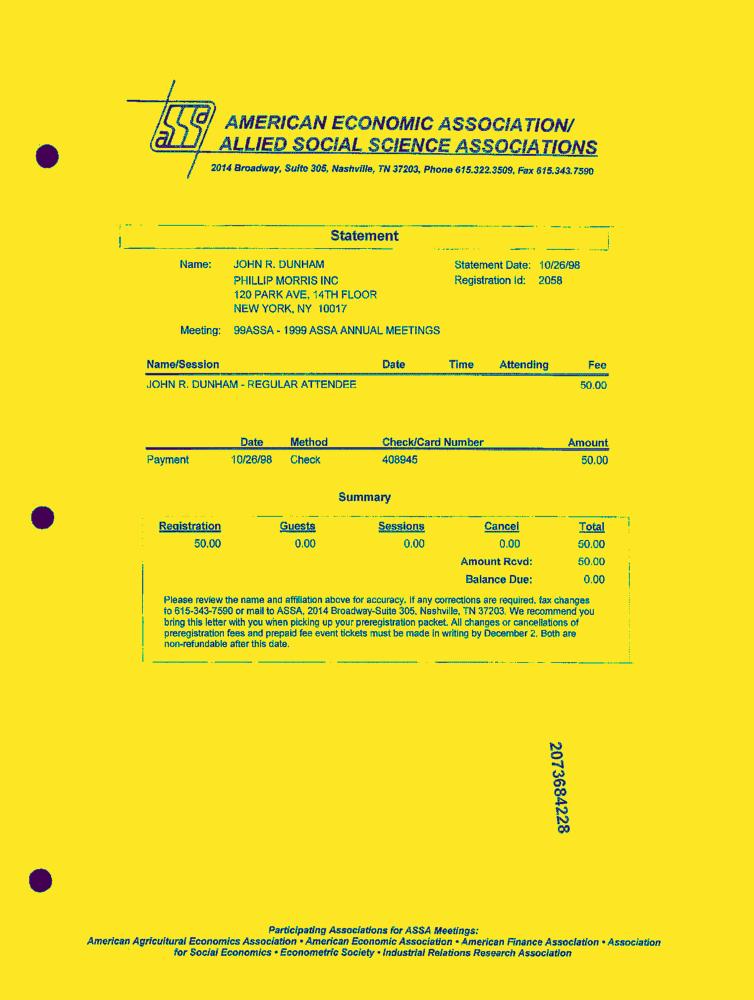 assa
AMERICAN ECONOMIC ASSOCIATION/
ALLIED SOCIAL SCIENCE ASSOCIATIONS
2014 Broadway, Suite 305, Nashville, TN 37203, Phone 615.322.3509, Fax 615.343.7590
Statement
Name: JOHN R. DUNHAM Statement Date: 10/26/98
PHILLIP MORRIS INC Registration Id: 2058
120 PARK AVE, 14TH FLOOR
NEW YORK, NY 10017
Meeting: 99ASSA - 1999 ASSA ANNUAL MEETINGS
Name/Session Date Time Attending Fee
JOHN R. DUNHAM - REGULAR ATTENDEE 50.00
Date Method Check/Card Number Amount
Payment 10/26/98 Check 408945 50.00
Summary
Registration Guests Sessions Cancel Total
50.00 0.00 0.00 0.00 50.00
Amount Rcvd: 50.00
Balance Due: 0.00
Please review the name and affiliation above for accuracy. If any corrections are required, fax changes
to 615-343-7590 or mail to ASSA, 2014 Broadway-Suite 305, Nashville, TN 37203. We recommend you
bring this letter with you when picking up your preregistration packet. All changes or cancellations of
preregistration fees and prepaid fee event tickets must be made in writing by December 2. Both are
non-refundable after this date.
2073684228
Participating Associations for ASSA Meetings:
American Agricultural Economics Association • American Economic Association • American Finance Association • Association
for Social Economics • Econometric Society • Industrial Relations Research Association